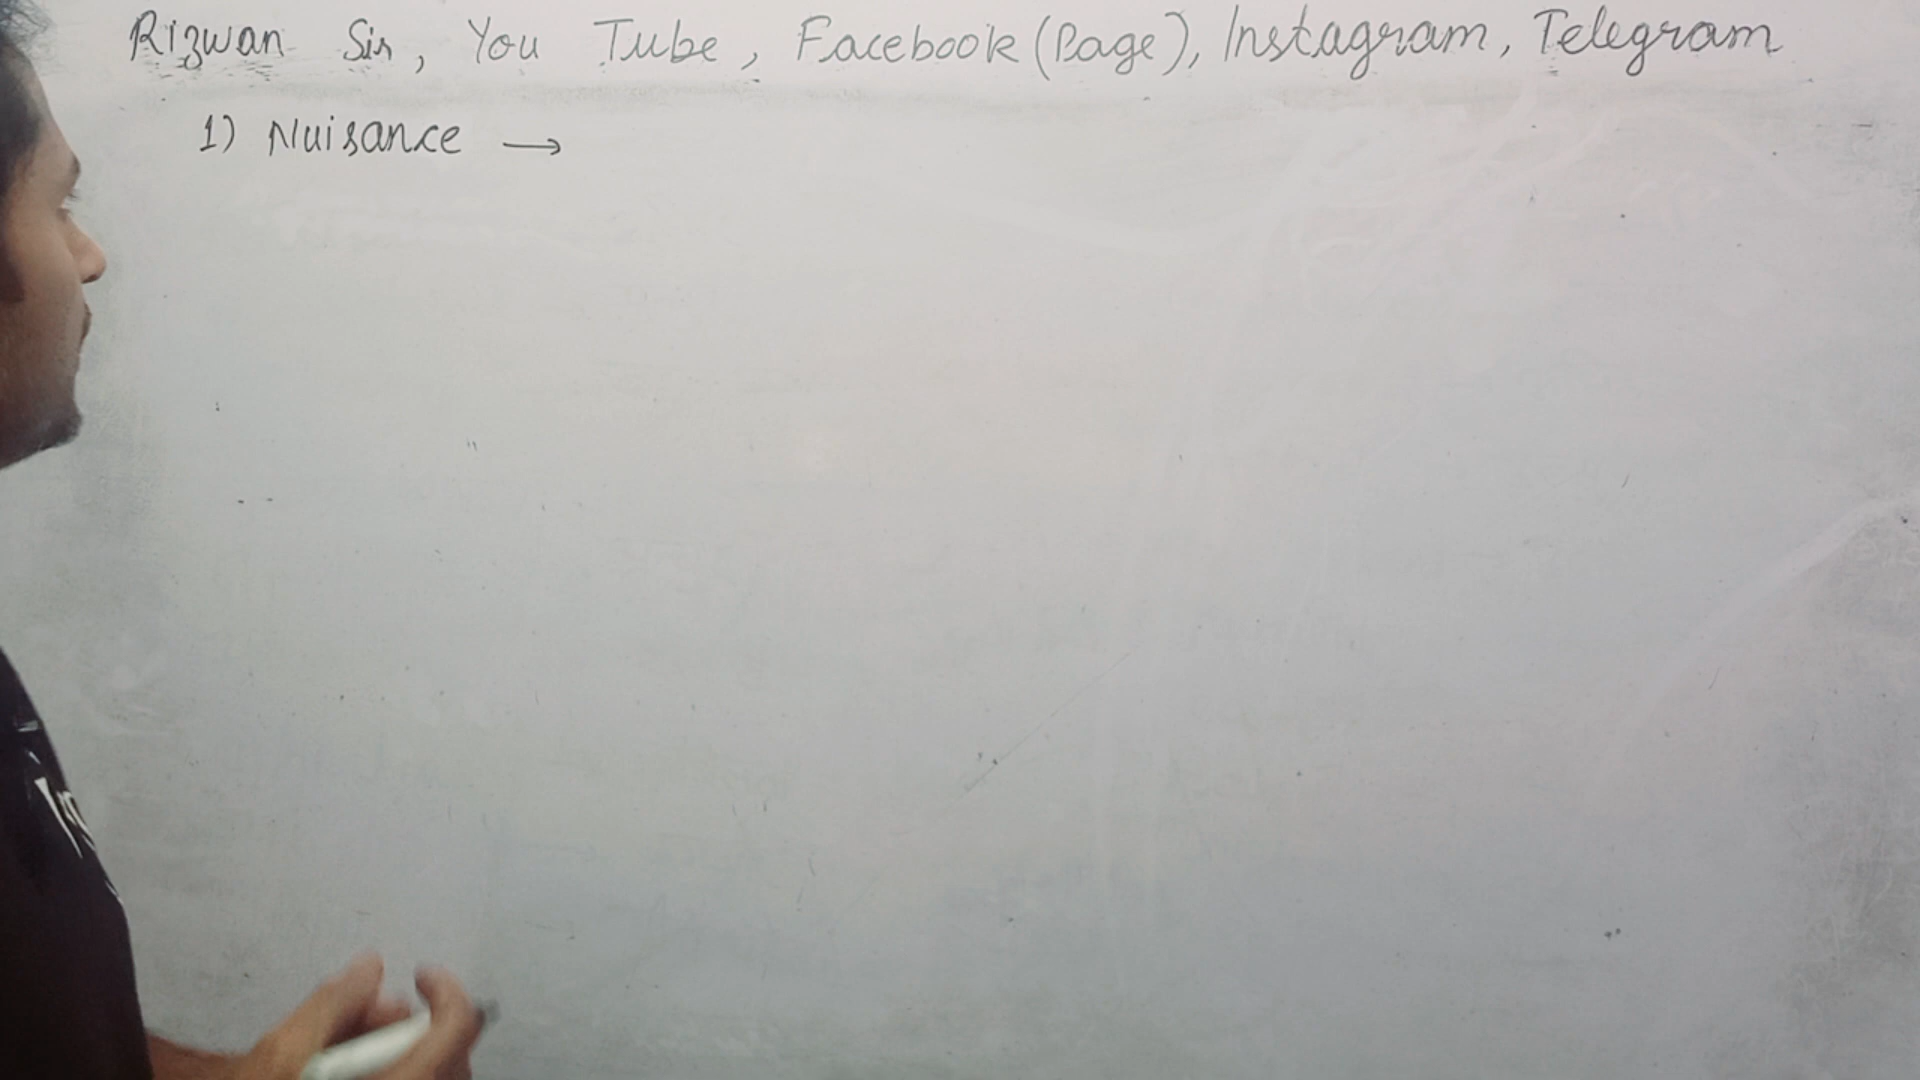 Rizwan Sir, You Tube, Facebook (Page), Instagram, Telegram
1) Nuisance →